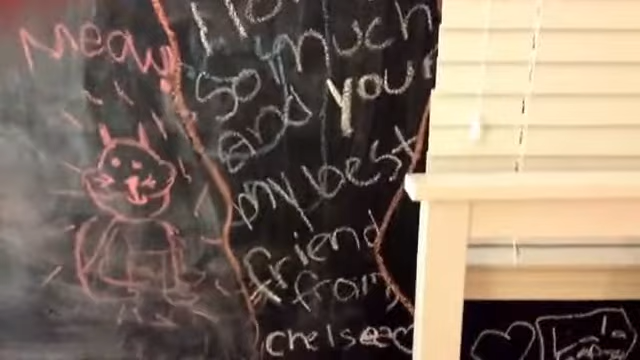 Meow
so much
and your
my best
friend
from
chelsea